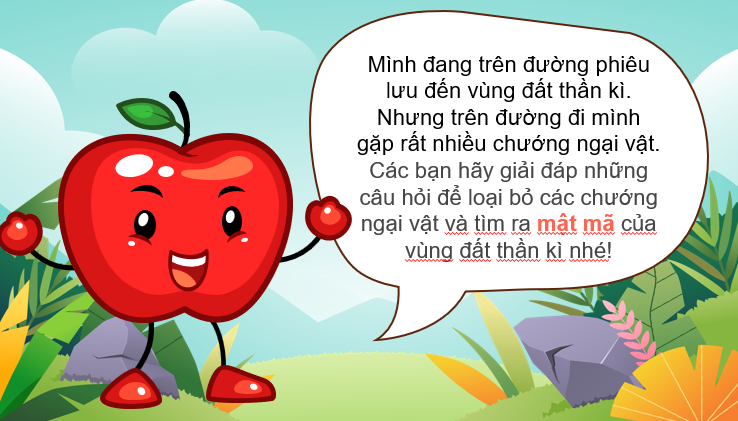 Mình đang trên đường phiêu
lưu đến vùng đất thần kì.
Nhưng trên đường đi mình
gặp rất nhiều chướng ngại vật.
Các bạn hãy giải đáp những
câu hỏi để loại bỏ các chướng
ngại vật và tìm ra mật mã của
vùng đất thần kì nhé!